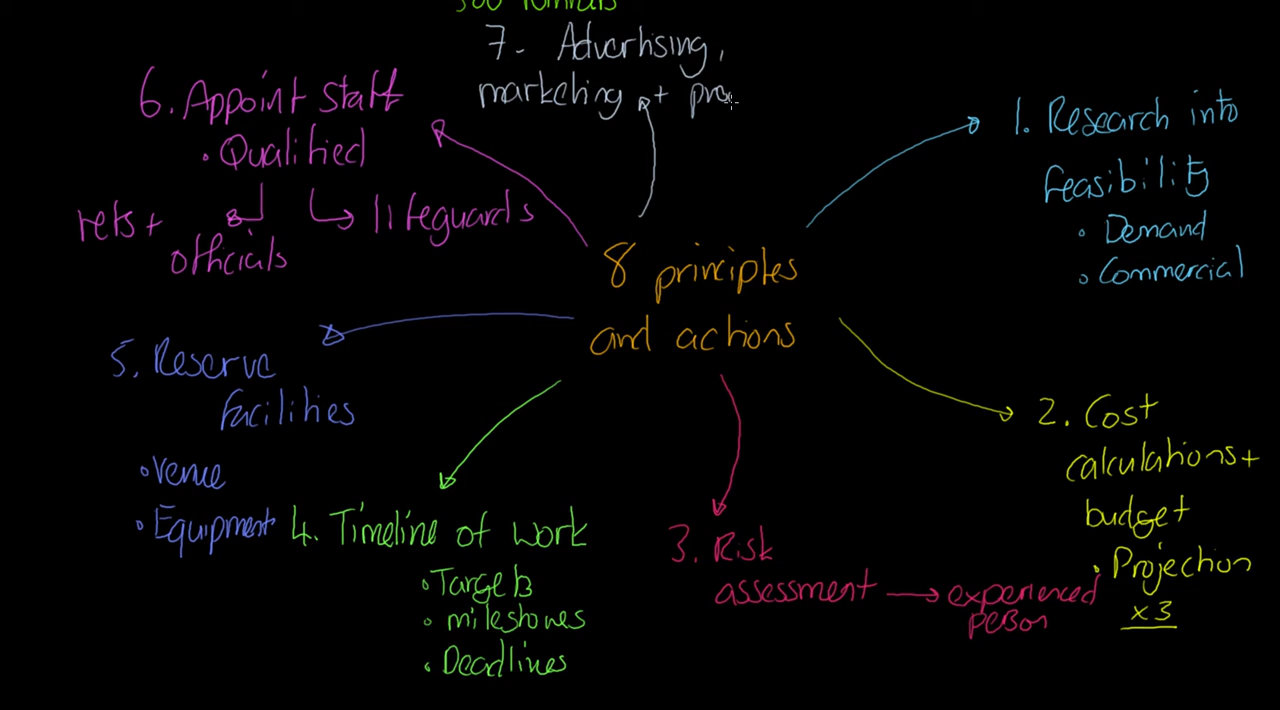 8 principles
and actions
1. Research into
feasibility
• Demand
• Commercial
2. Cost
calculations +
budget
• Projection
x3
3. Risk
assessment → experienced
person
4. Timeline of work
• Targets
• milestones
• Deadlines
5. Reserve
facilities
• Venue
• Equipment
6. Appoint staff
• Qualified
lifeguards
refs +
officials
7- Advertising,
marketing + pro